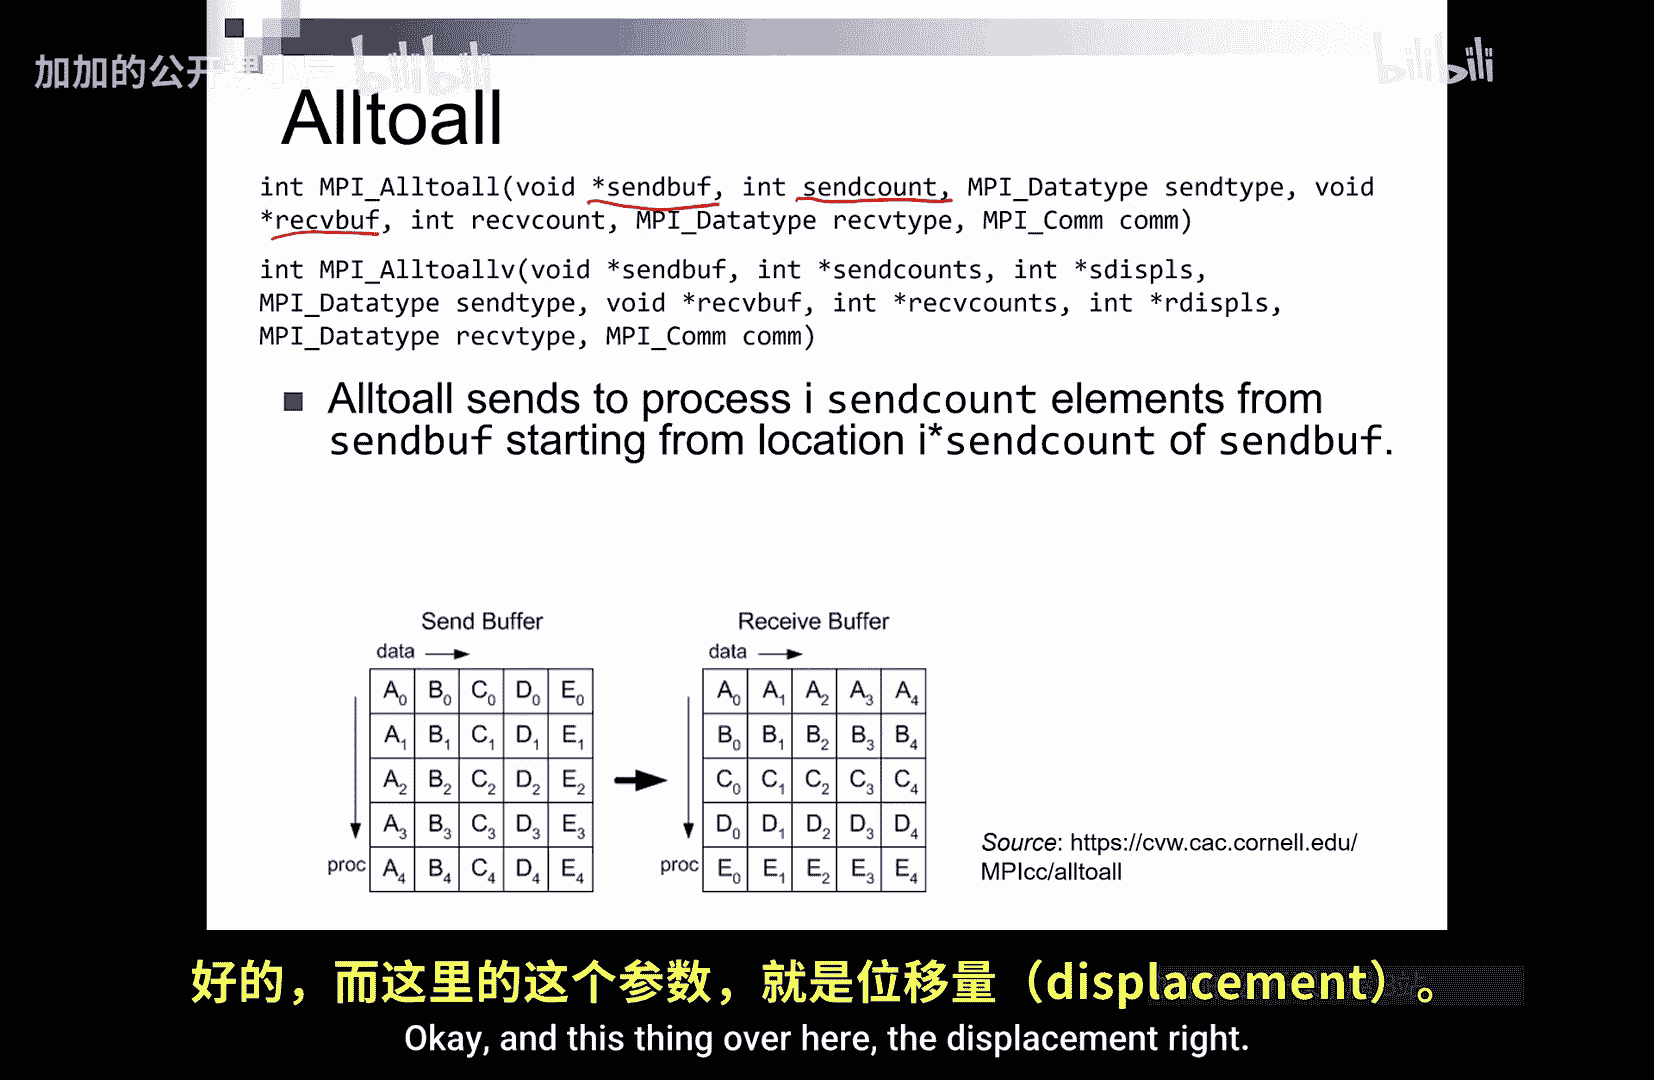 加加的公开
bilibili
bilibili
Alltoall
int MPI_Alltoall(void *sendbuf, int sendcount, MPI_Datatype sendtype, void
*recvbuf, int recvcount, MPI_Datatype recvtype, MPI_Comm comm)
int MPI_Alltoallv(void *sendbuf, int *sendcounts, int *sdispls,
MPI_Datatype sendtype, void *recvbuf, int *recvcounts, int *rdispls,
MPI_Datatype recvtype, MPI_Comm comm)
Alltoall sends to process i sendcount elements from
sendbuf starting from location i*sendcount of sendbuf.
Send Buffer
data
A0 B0 C0 D0 E0
A1 B1 C1 D1 E1
A2 B2 C2 D2 E2
A3 B3 C3 D3 E3
proc A4 B4 C4 D4 E4
Receive Buffer
data
A0 A1 A2 A3 A4
B0 B1 B2 B3 B4
C0 C1 C2 C3 C4
D0 D1 D2 D3 D4
proc E0 E1 E2 E3 E4
Source: https://cvw.cac.cornell.edu/
MPIcc/alltoall
好的，而这里的这个参数，就是位移量（displacement）。
Okay, and this thing over here, the displacement right.